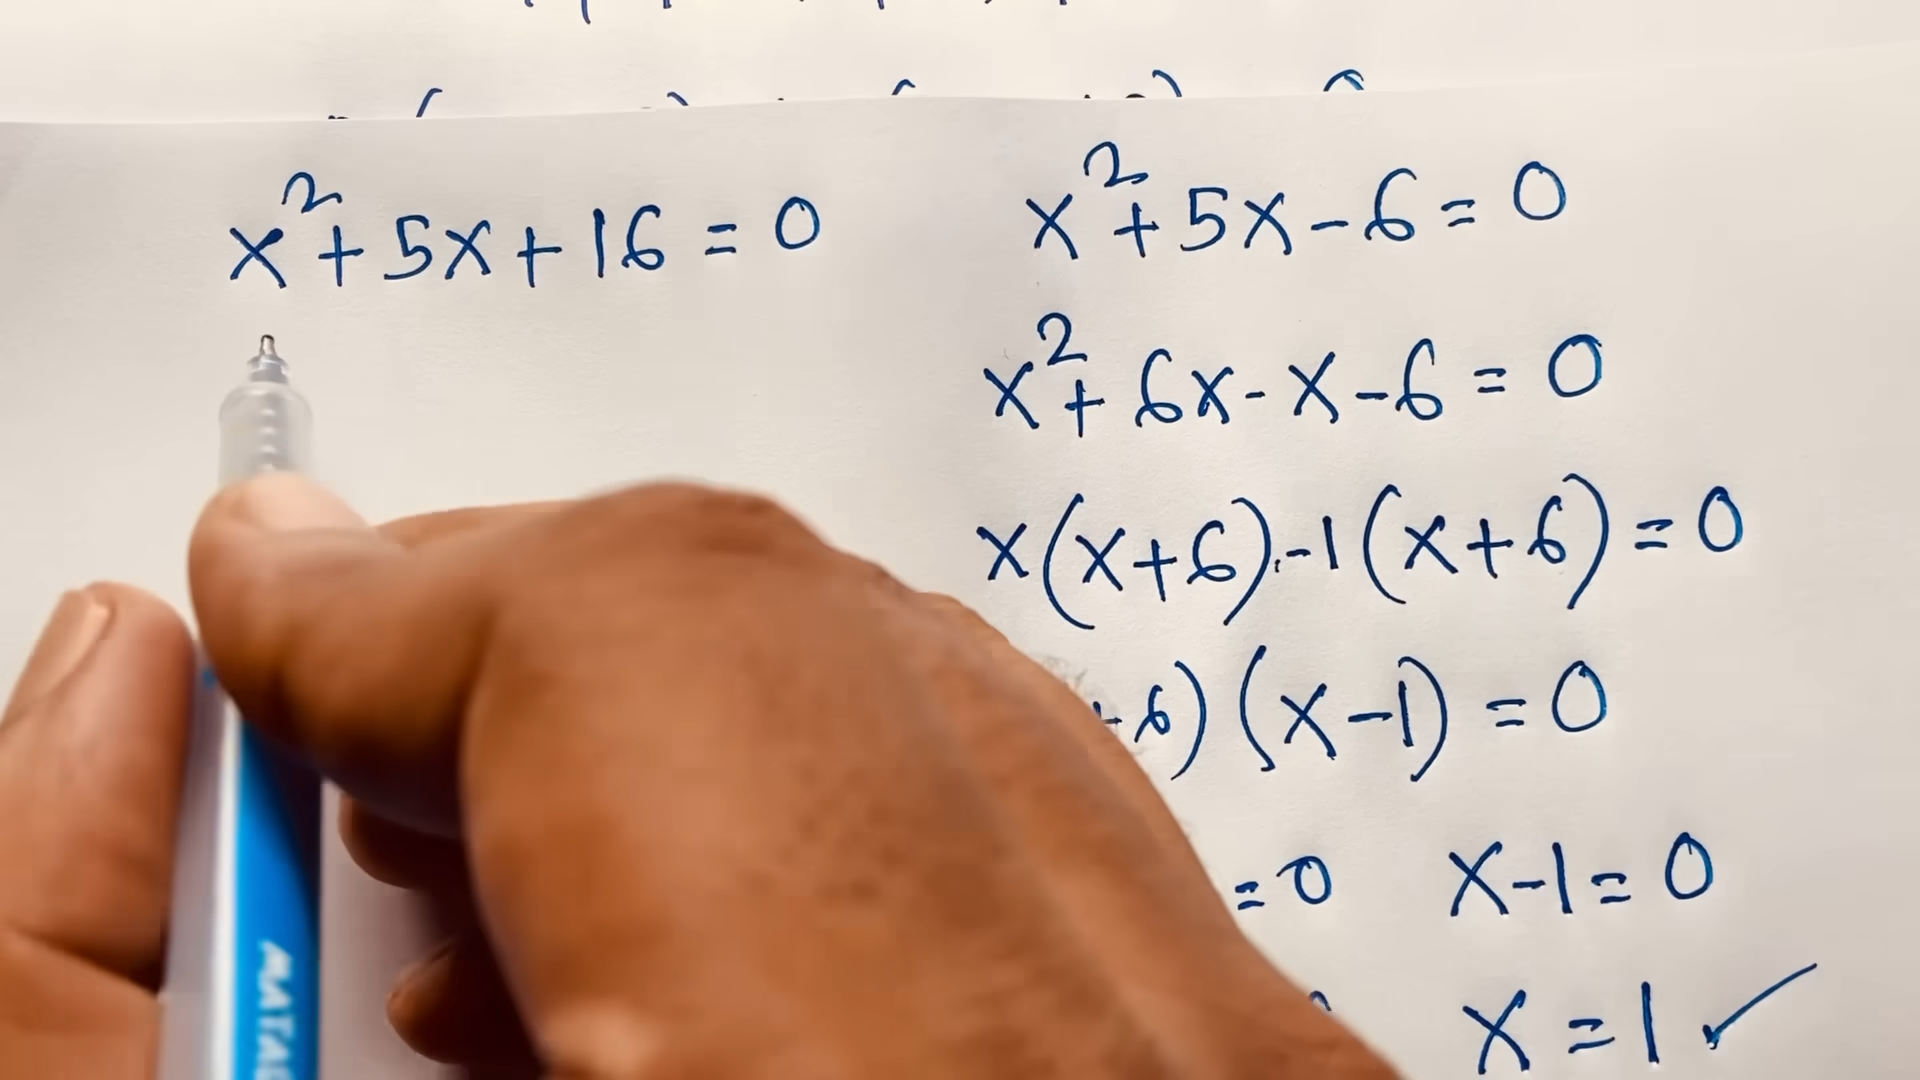 x²+5x+16=0
x²+5x-6=0
x²+6x-x-6=0
x(x+6)-1(x+6)=0
+6)(x-1)=0
=0 x-1=0
x=1✓